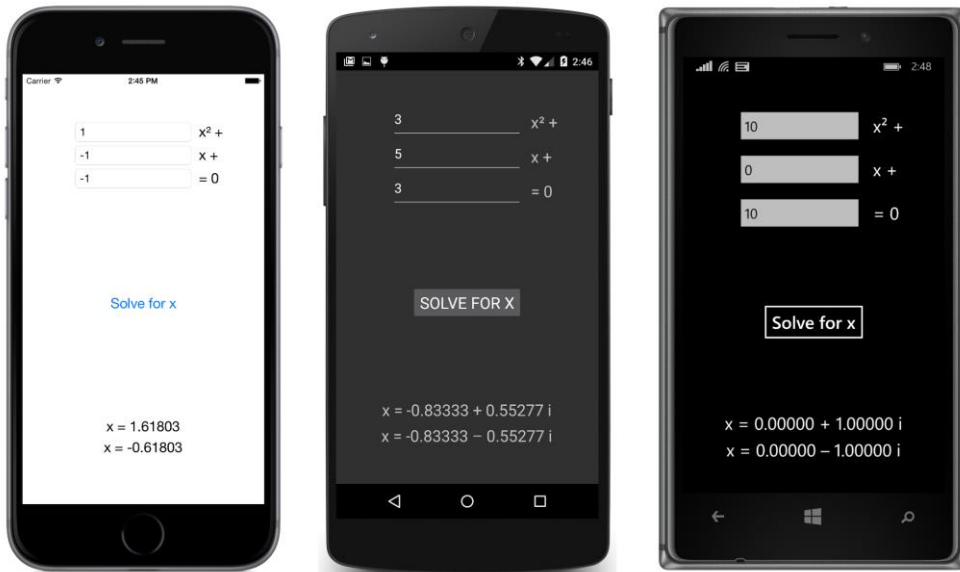 Carrier 2:45 PM
1 x² +
-1 x +
-1 = 0
Solve for x
x = 1.61803
x = -0.61803
2:46
3 x² +
5 x +
3 = 0
SOLVE FOR X
x = -0.83333 + 0.55277 i
x = -0.83333 − 0.55277 i
2:48
10 x² +
0 x +
10 = 0
Solve for x
x = 0.00000 + 1.00000 i
x = 0.00000 − 1.00000 i